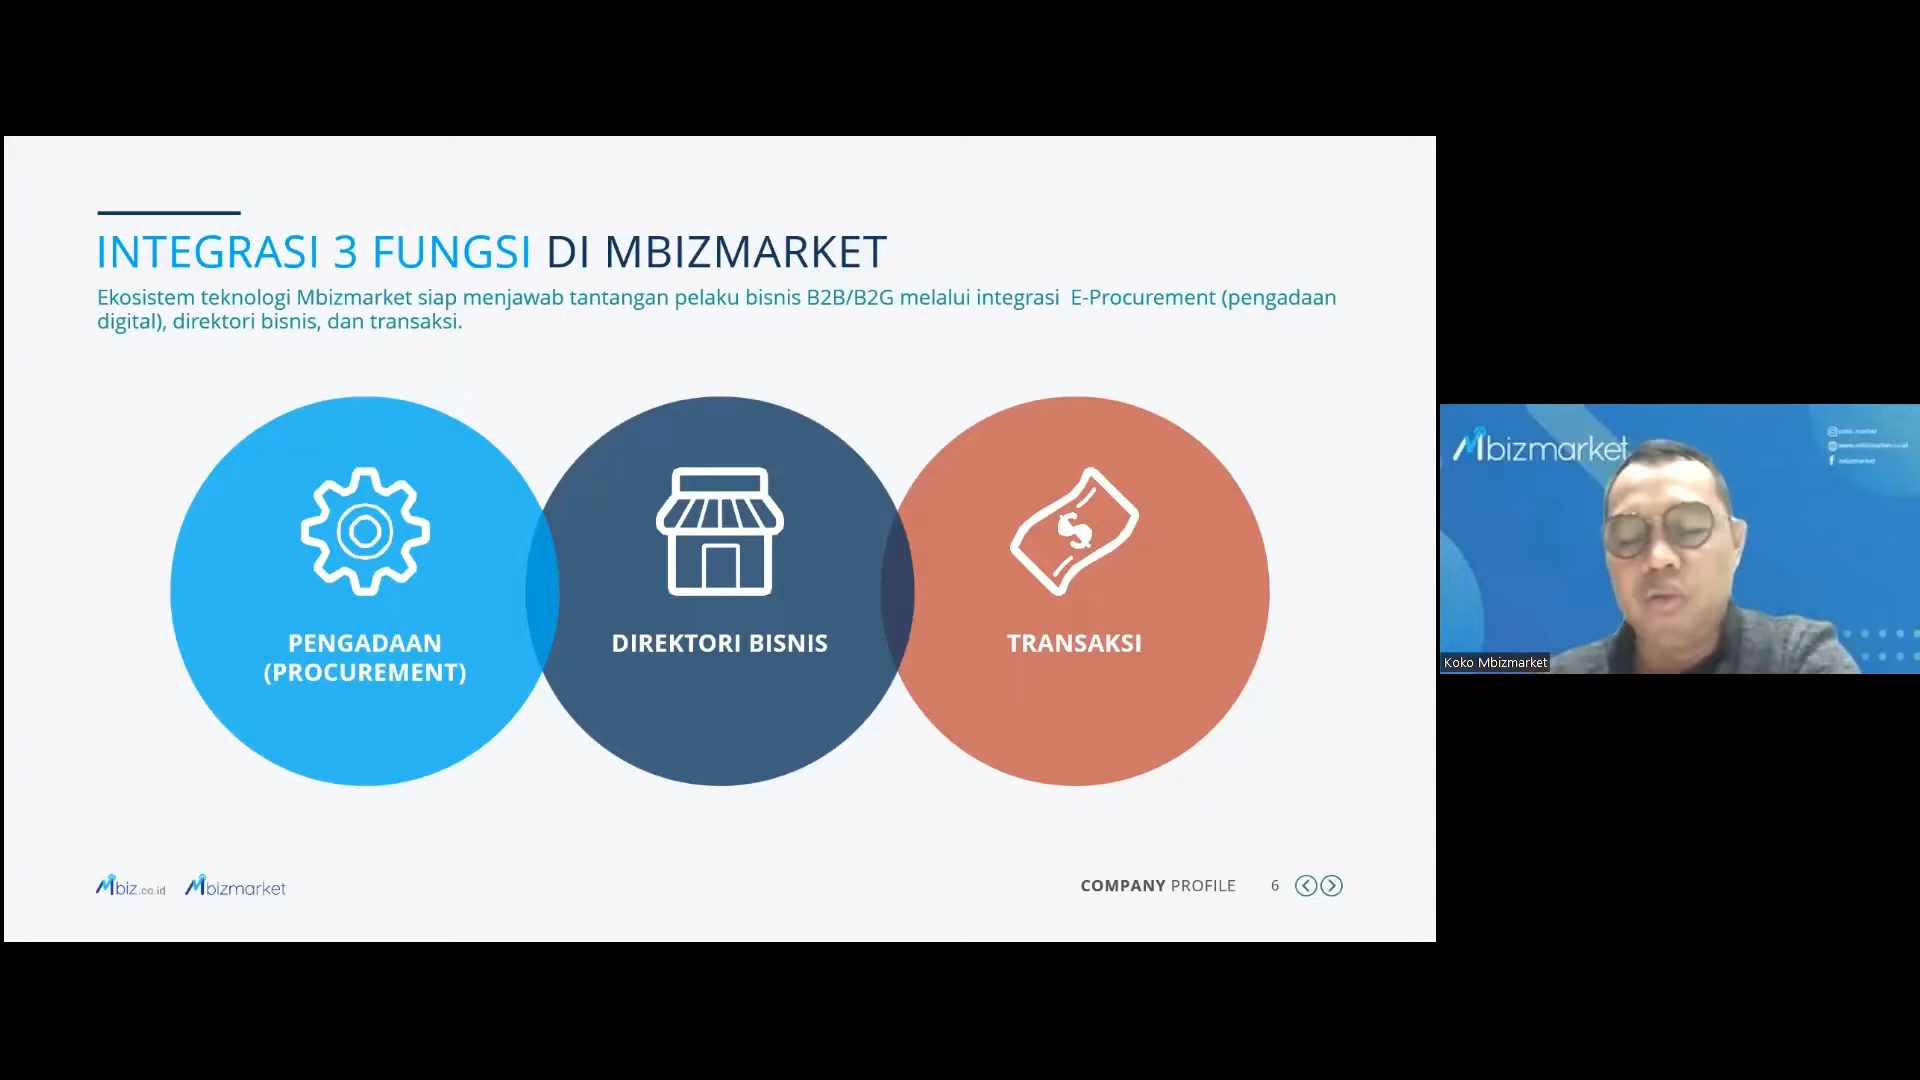 INTEGRASI 3 FUNGSI DI MBIZMARKET
Ekosistem teknologi Mbizmarket siap menjawab tantangan pelaku bisnis B2B/B2G melalui integrasi E-Procurement (pengadaan
digital), direktori bisnis, dan transaksi.
PENGADAAN
(PROCUREMENT)
DIREKTORI BISNIS
TRANSAKSI
Mbiz.co.id
Mbizmarket
COMPANY PROFILE 6
Mbizmarket
mbizmarket
Koko Mbizmarket